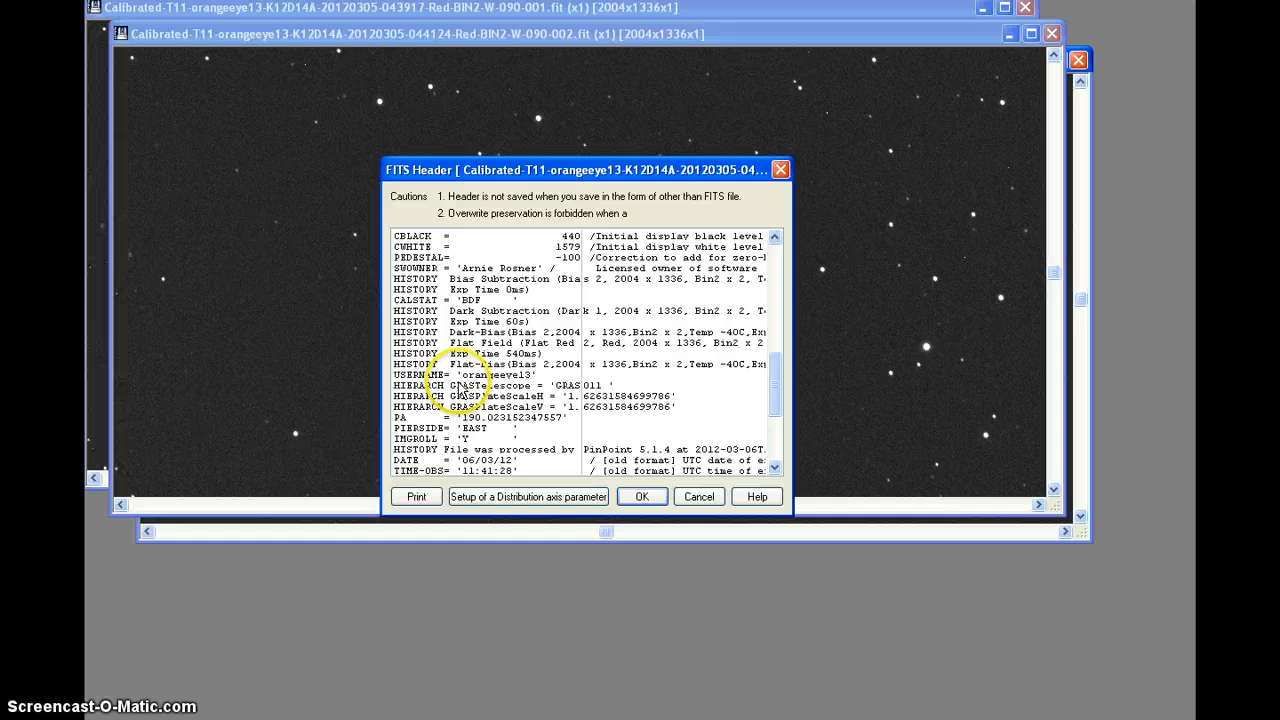 Calibrated-T11-orangeeye13-K12D14A-20120305-043917-Red-BIN2-W-090-001.fit (x1) [2004x1336x1]
Calibrated-T11-orangeeye13-K12D14A-20120305-044124-Red-BIN2-W-090-002.fit (x1) [2004x1336x1]
FITS Header [ Calibrated-T11-orangeeye13-K12D14A-20120305-04...
Cautions 1. Header is not saved when you save in the form of other than FITS file.
2. Overwrite preservation is forbidden when a
CBLACK = 440 /Initial display black level
CWHITE = 1579 /Initial display white level
PEDESTAL= -100 /Correction to add for zero-
SWOWNER = 'Arnie Rosner' / Licensed owner of software
HISTORY Bias Subtraction (Bias 2, 2004 x 1336, Bin2 x 2, T
HISTORY Exp Time 0ms)
CALSTAT = 'BDF '
HISTORY Dark Subtraction (Dark 1, 2004 x 1336, Bin2 x 2, T
HISTORY Exp Time 60s)
HISTORY Dark-Bias(Bias 2,2004 x 1336,Bin2 x 2,Temp -40C,Ex
HISTORY Flat Field (Flat Red 2, Red, 2004 x 1336, Bin2 x 2,
HISTORY Exp Time 540ms)
HISTORY Flat-Bias(Bias 2,2004 x 1336,Bin2 x 2,Temp -40C,Ex
USERNAME= 'orangeeye13'
HIERARCH GRASTelescope = 'GRAS 011 '
HIERARCH GRASPlateScaleH = '1.62631584699786'
HIERARCH GRASPlateScaleV = '1.62631584699786'
PA = '190.023152347557'
PIERSIDE= 'EAST '
IMGROLL = 'Y '
HISTORY File was processed by PinPoint 5.1.4 at 2012-03-06T
DATE = '06/03/12' / [old format] UTC date of e
TIME-OBS= '11:41:28' / [old format] UTC time of e
Print Setup of a Distribution axis parameter OK Cancel Help
Screencast-O-Matic.com